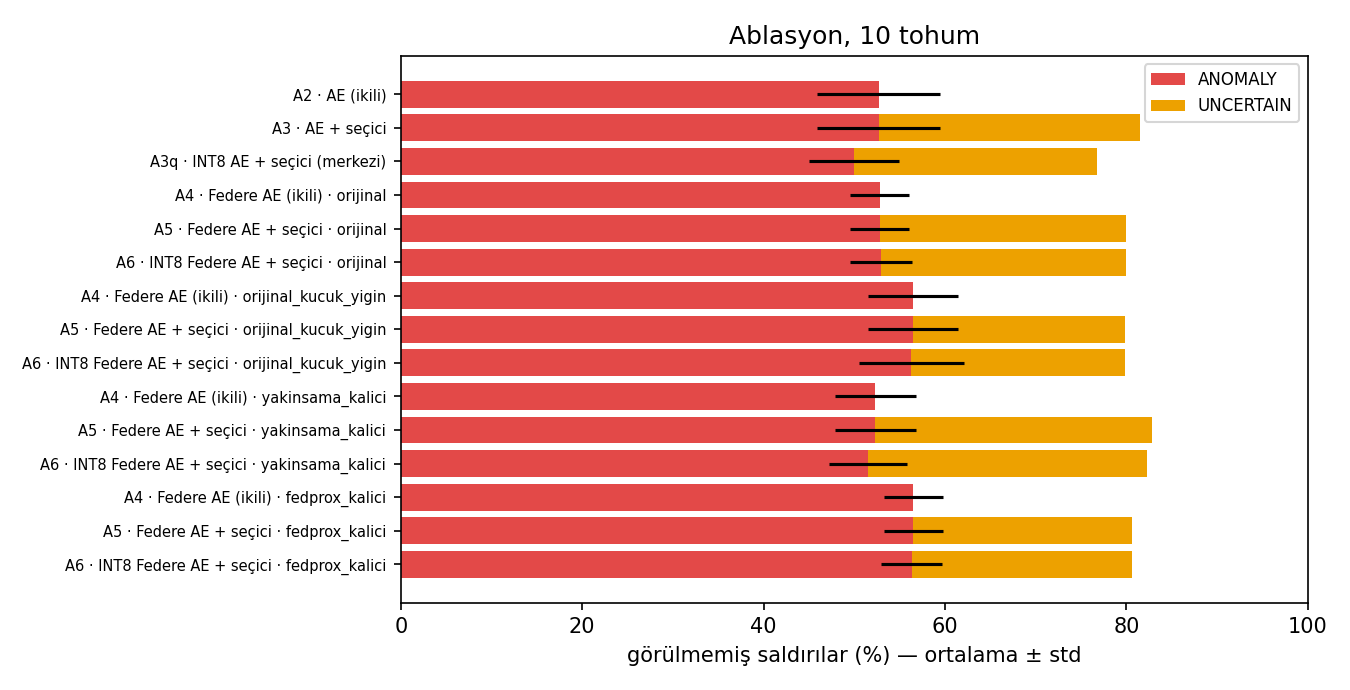 Ablasyon, 10 tohum
ANOMALY
UNCERTAIN
A2 · AE (ikili)
A3 · AE + seçici
A3q · INT8 AE + seçici (merkezi)
A4 · Federe AE (ikili) · orijinal
A5 · Federe AE + seçici · orijinal
A6 · INT8 Federe AE + seçici · orijinal
A4 · Federe AE (ikili) · orijinal_kucuk_yigin
A5 · Federe AE + seçici · orijinal_kucuk_yigin
A6 · INT8 Federe AE + seçici · orijinal_kucuk_yigin
A4 · Federe AE (ikili) · yakinsama_kalici
A5 · Federe AE + seçici · yakinsama_kalici
A6 · INT8 Federe AE + seçici · yakinsama_kalici
A4 · Federe AE (ikili) · fedprox_kalici
A5 · Federe AE + seçici · fedprox_kalici
A6 · INT8 Federe AE + seçici · fedprox_kalici
0 20 40 60 80 100
görülmemiş saldırılar (%) — ortalama ± std